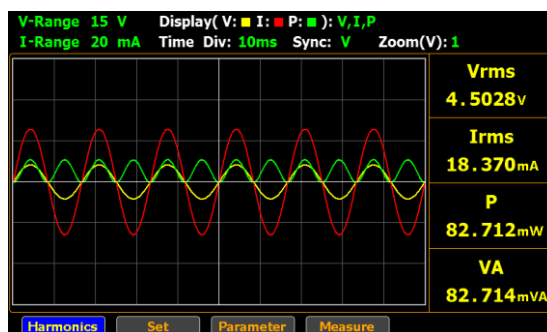 V-Range 15 V Display( V: I: P: ): V,I,P
I-Range 20 mA Time Div: 10ms Sync: V Zoom(V): 1
Vrms
4.5028V
Irms
18.370mA
P
82.712mW
VA
82.714mVA
Harmonics Set Parameter Measure